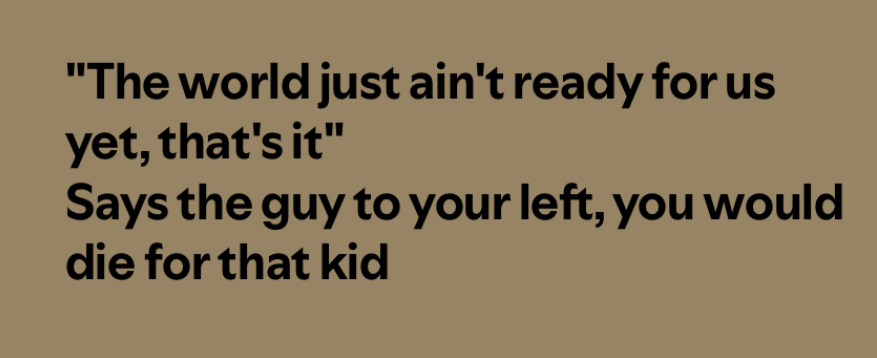 "The world just ain't ready for us
yet, that's it"
Says the guy to your left, you would
die for that kid